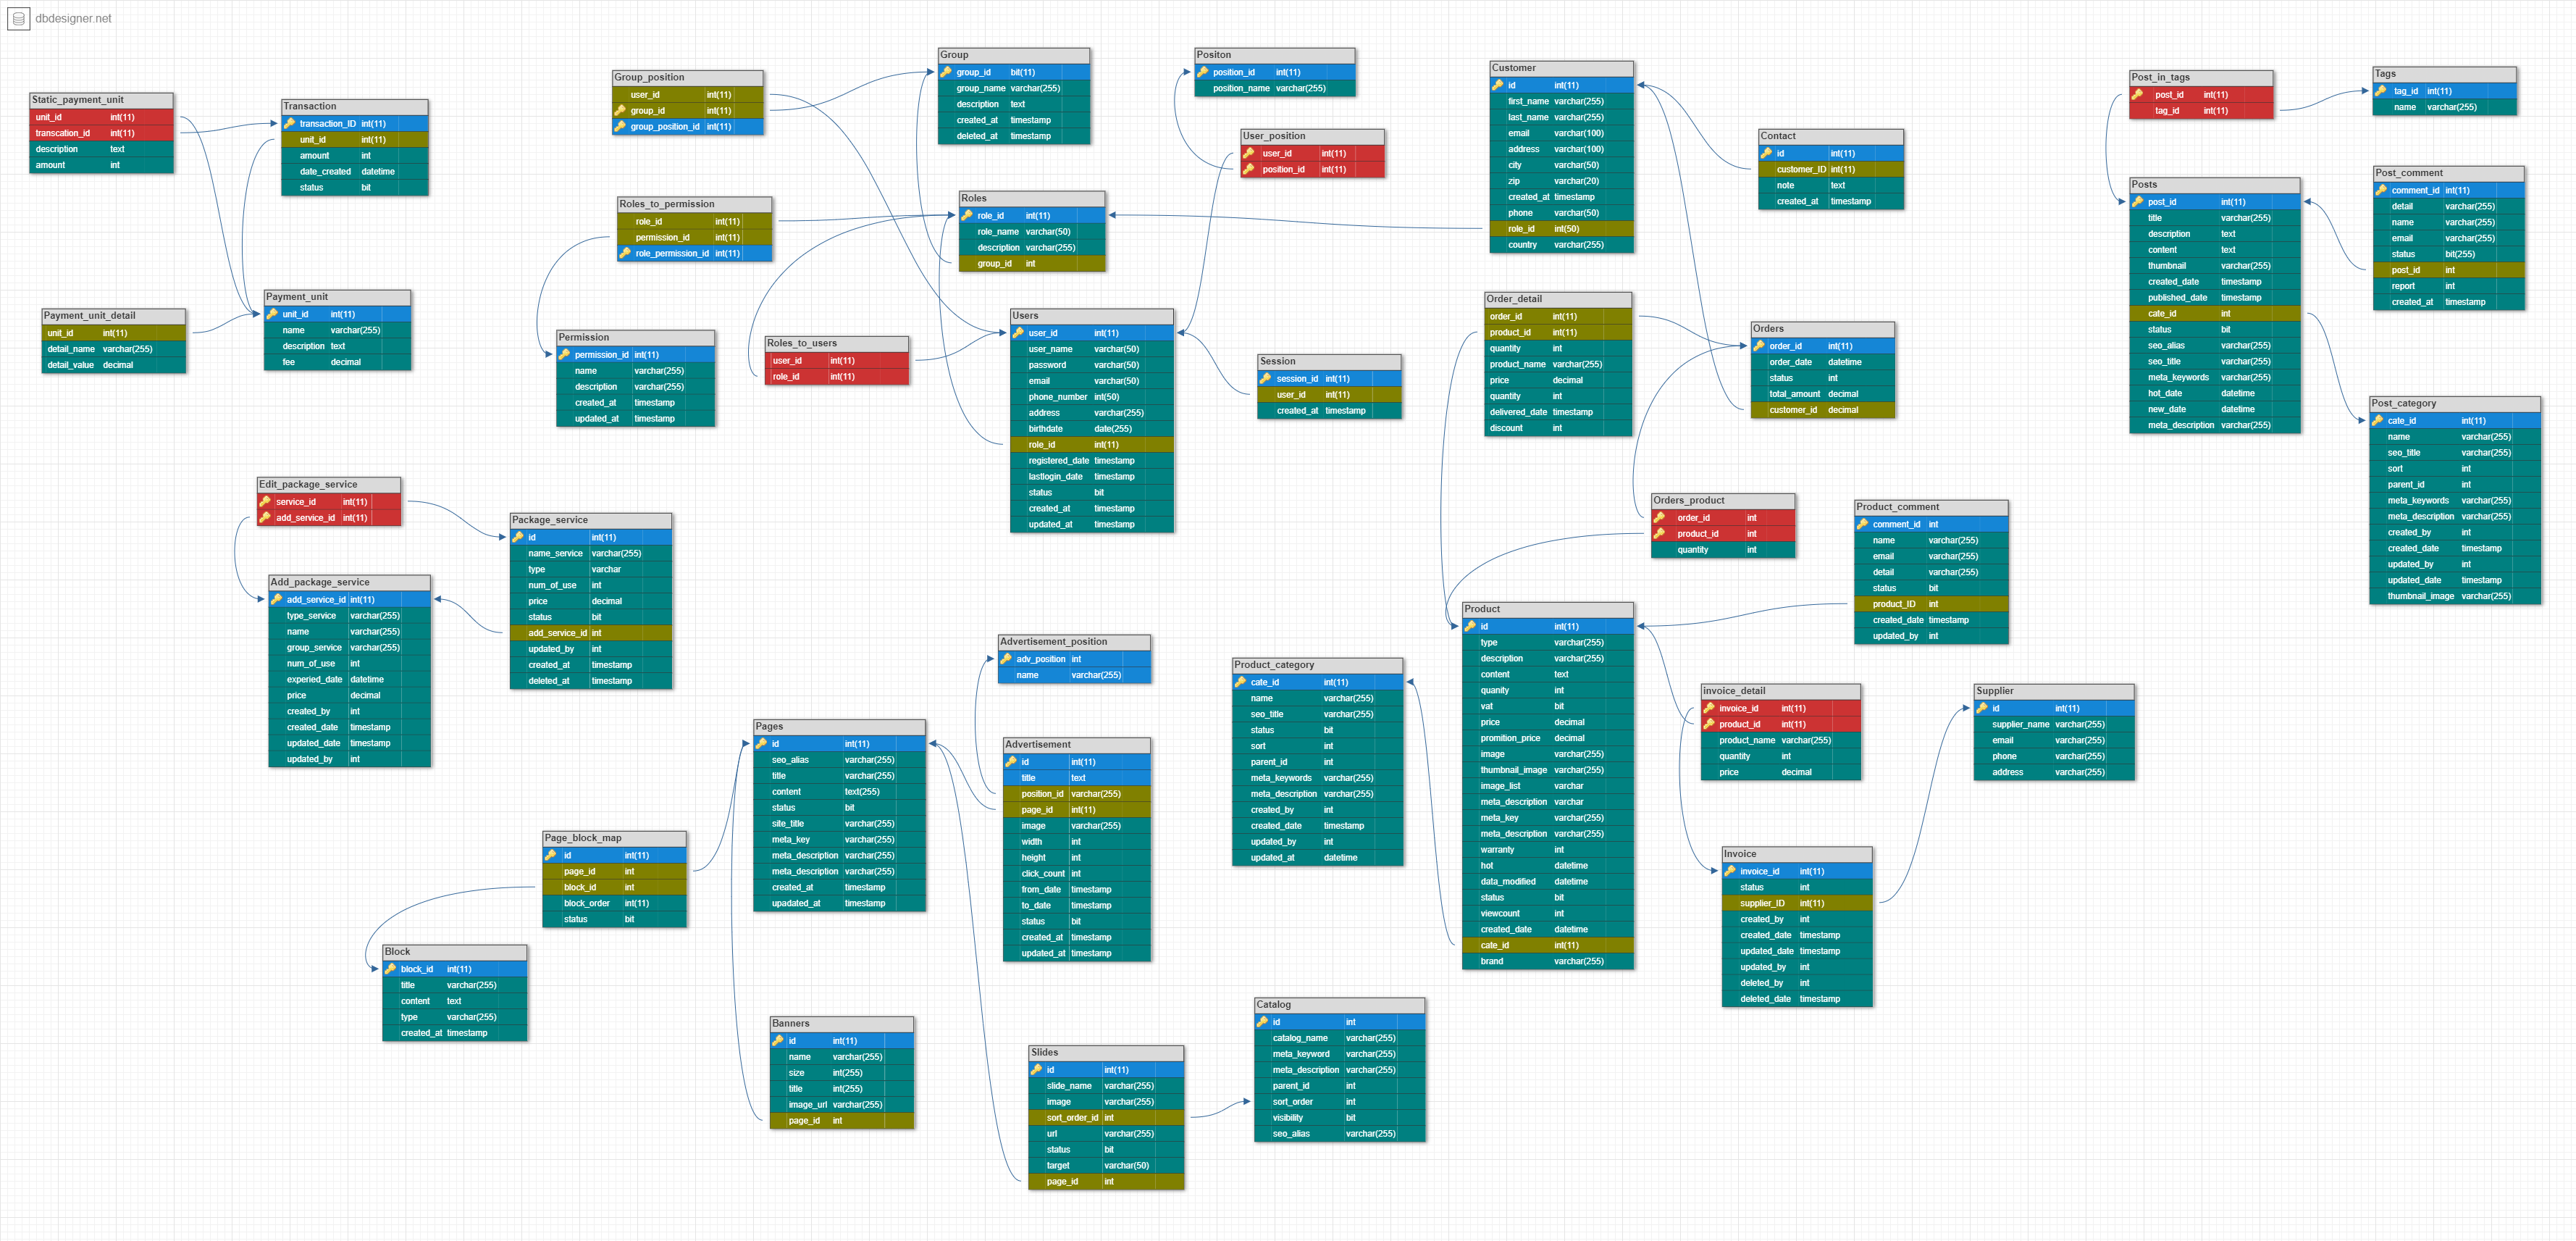 dbdesigner.net
Static_payment_unit
unit_id int(11)
transcation_id int(11)
description text
amount int
Transaction
transaction_ID int(11)
unit_id int(11)
amount int
date_created datetime
status bit
Payment_unit_detail
unit_id int(11)
detail_name varchar(255)
detail_value decimal
Payment_unit
unit_id int(11)
name varchar(255)
description text
fee decimal
Group_position
user_id int(11)
group_id int(11)
group_position_id int(11)
Group
group_id bit(11)
group_name varchar(255)
description text
created_at timestamp
deleted_at timestamp
Positon
position_id int(11)
position_name varchar(255)
User_position
user_id int(11)
position_id int(11)
Roles_to_permission
role_id int(11)
permission_id int(11)
role_permission_id int(11)
Roles
role_id int(11)
role_name varchar(50)
description varchar(255)
group_id int
Permission
permission_id int(11)
name varchar(255)
description varchar(255)
created_at timestamp
updated_at timestamp
Roles_to_users
user_id int(11)
role_id int(11)
Users
user_id int(11)
user_name varchar(50)
password varchar(50)
email varchar(50)
phone_number int(50)
address varchar(255)
birthdate date(255)
role_id int(11)
registered_date timestamp
lastlogin_date timestamp
status bit
created_at timestamp
updated_at timestamp
Session
session_id int(11)
user_id int(11)
created_at timestamp
Customer
id int(11)
first_name varchar(255)
last_name varchar(255)
email varchar(100)
address varchar(100)
city varchar(50)
zip varchar(20)
created_at timestamp
phone varchar(50)
role_id int(50)
country varchar(255)
Contact
id int(11)
customer_ID int(11)
note text
created_at timestamp
Order_detail
order_id int(11)
product_id int(11)
quantity int
product_name varchar(255)
price decimal
quantity int
delivered_date timestamp
discount int
Orders
order_id int(11)
order_date datetime
status int
total_amount decimal
customer_id decimal
Post_in_tags
post_id int(11)
tag_id int(11)
Tags
tag_id int(11)
name varchar(255)
Posts
post_id int(11)
title varchar(255)
description text
content text
thumbnail varchar(255)
created_date timestamp
published_date timestamp
cate_id int
status bit
seo_alias varchar(255)
seo_title varchar(255)
meta_keywords varchar(255)
hot_date datetime
new_date datetime
meta_description varchar(255)
Post_comment
comment_id int(11)
detail varchar(255)
name varchar(255)
email varchar(255)
status bit(255)
post_id int
report int
created_at timestamp
Post_category
cate_id int(11)
name varchar(255)
seo_title varchar(255)
sort int
parent_id int
meta_keywords varchar(255)
meta_description varchar(255)
created_by int
created_date timestamp
updated_by int
updated_date timestamp
thumbnail_image varchar(255)
Edit_package_service
service_id int(11)
add_service_id int(11)
Package_service
id int(11)
name_service varchar(255)
type varchar
num_of_use int
price decimal
status bit
add_service_id int
updated_by int
created_at timestamp
deleted_at timestamp
Add_package_service
add_service_id int(11)
type_service varchar(255)
name varchar(255)
group_service varchar(255)
num_of_use int
experied_date datetime
price decimal
created_by int
created_date timestamp
updated_date timestamp
updated_by int
Orders_product
order_id int
product_id int
quantity int
Product_comment
comment_id int
name varchar(255)
email varchar(255)
detail varchar(255)
status bit
product_ID int
created_date timestamp
updated_by int
Advertisement_position
adv_position int
name varchar(255)
Advertisement
id int(11)
title text
position_id varchar(255)
page_id int(11)
image varchar(255)
width int
height int
click_count int
from_date timestamp
to_date timestamp
status bit
created_at timestamp
updated_at timestamp
Product_category
cate_id int(11)
name varchar(255)
seo_title varchar(255)
status bit
sort int
parent_id int
meta_keywords varchar(255)
meta_description varchar(255)
created_by int
created_date timestamp
updated_by int
updated_at datetime
Product
id int(11)
type varchar(255)
description varchar(255)
content text
quanity int
vat bit
price decimal
promition_price decimal
image varchar(255)
thumbnail_image varchar(255)
image_list varchar
meta_description varchar
meta_key varchar(255)
meta_description varchar(255)
warranty int
hot datetime
data_modified datetime
status bit
viewcount int
created_date datetime
cate_id int(11)
brand varchar(255)
invoice_detail
invoice_id int(11)
product_id int(11)
product_name varchar(255)
quantity int
price decimal
Supplier
id int(11)
supplier_name varchar(255)
email varchar(255)
phone varchar(255)
address varchar(255)
Invoice
invoice_id int(11)
status int
supplier_ID int(11)
created_by int
created_date timestamp
updated_date timestamp
updated_by int
deleted_by int
deleted_date timestamp
Pages
id int(11)
seo_alias varchar(255)
title varchar(255)
content text(255)
status bit
site_title varchar(255)
meta_key varchar(255)
meta_description varchar(255)
meta_description varchar(255)
created_at timestamp
upadated_at timestamp
Page_block_map
id int(11)
page_id int
block_id int
block_order int(11)
status bit
Block
block_id int(11)
title varchar(255)
content text
type varchar(255)
created_at timestamp
Banners
id int(11)
name varchar(255)
size int(255)
title int(255)
image_url varchar(255)
page_id int
Slides
id int(11)
slide_name varchar(255)
image varchar(255)
sort_order_id int
url varchar(255)
status bit
target varchar(50)
page_id int
Catalog
id int
catalog_name varchar(255)
meta_keyword varchar(255)
meta_description varchar(255)
parent_id int
sort_order int
visibility bit
seo_alias varchar(255)